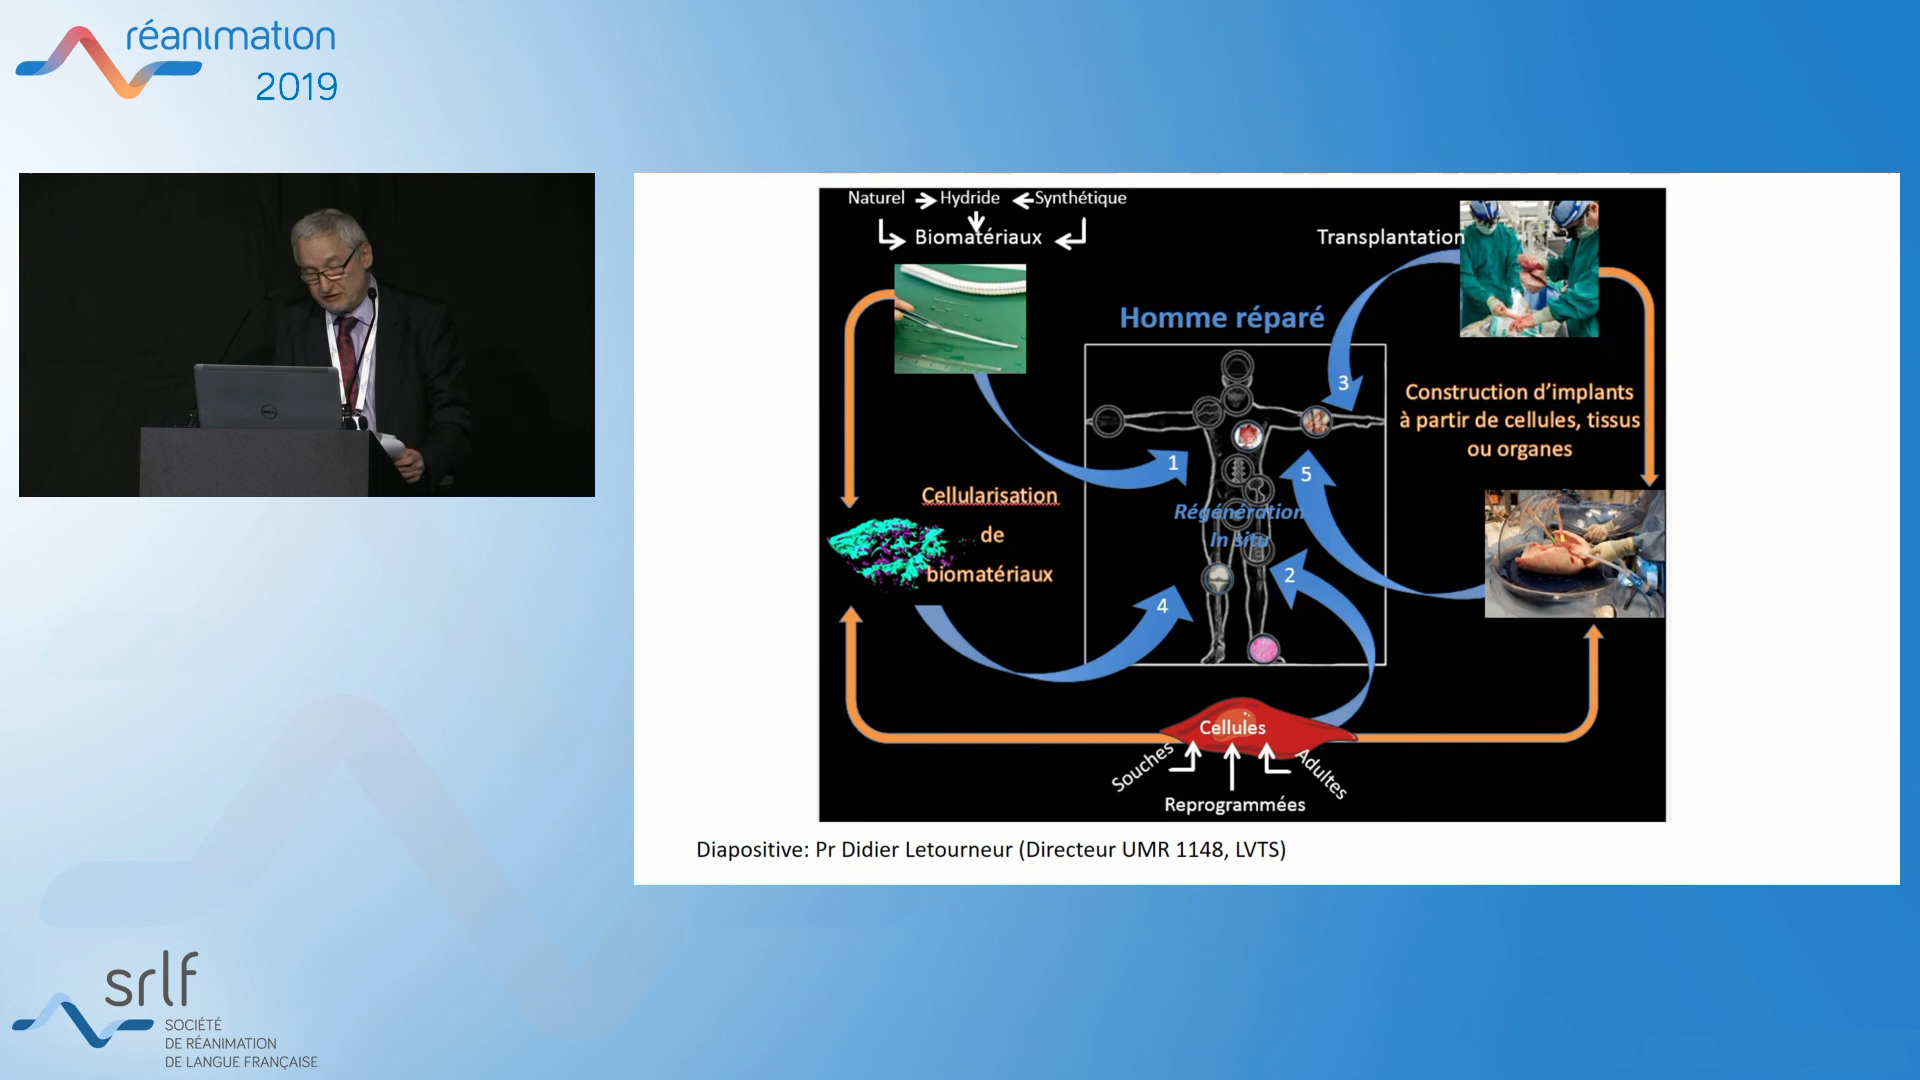 réanımatıon
2019
Naturel
Hydride
Synthétique
Biomatériaux
Transplantation
Homme réparé
3
Construction d'implants
à partir de cellules, tissus
ou organes
1
5
Cellularisation
de
biomatériaux
Régénération
In situ
2
4
Cellules
Souches
Adultes
Reprogrammées
Diapositive: Pr Didier Letourneur (Directeur UMR 1148, LVTS)
srlf
SOCIÉTÉ
DE RÉANIMATION
DE LANGUE FRANÇAISE